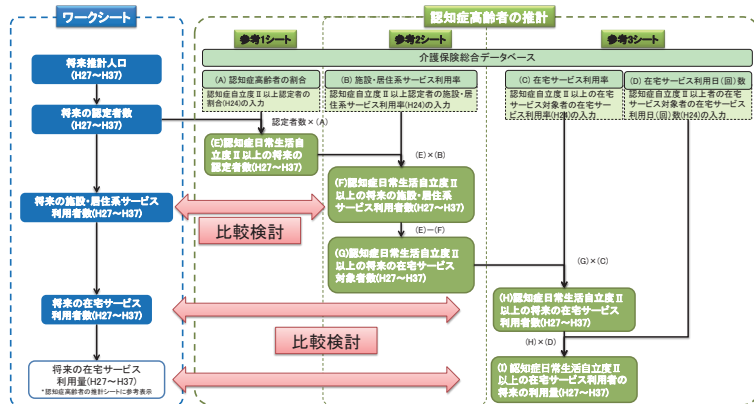 ワークシート
将来推計人口
(H27～H37)
将来の認定者数
(H27～H37)
将来の施設・居住系サービス
利用者数(H27～H37)
将来の在宅サービス
利用者数(H27～H37)
将来の在宅サービス
利用量(H27～H37)
*認知症高齢者の推計シートに参考表示
認知症高齢者の推計
参考1シート
参考2シート
参考3シート
介護保険総合データベース
(A) 認知症高齢者の割合
認知症自立度Ⅱ以上認定者の
割合(H24)の入力
(B) 施設・居住系サービス利用率
認知症自立度Ⅱ以上認定者の施設・居
住系サービス利用率(H24)の入力
(C) 在宅サービス利用率
認知症自立度Ⅱ以上の在宅
サービス対象者の在宅サービ
ス利用率(H24)の入力
(D) 在宅サービス利用日(回)数
認知症自立度Ⅱ以上者の在宅
サービス対象者の在宅サービス
利用日(回)数(H24)の入力
認定者数×(A)
(E)認知症日常生活自
立度Ⅱ以上の将来の
認定者数(H27～H37)
(E)×(B)
(F)認知症日常生活自立度Ⅱ
以上の将来の施設・居住系
サービス利用者数(H27～H37)
比較検討
(E)－(F)
(G)認知症日常生活自立度Ⅱ
以上の将来の在宅サービス
対象者数(H27～H37)
(G)×(C)
(H)認知症日常生活自立度Ⅱ
以上の将来の在宅サービス
利用者数(H27～H37)
比較検討
(H)×(D)
(I) 認知症日常生活自立度Ⅱ
以上の在宅サービス利用者の
将来の利用量(H27～H37)